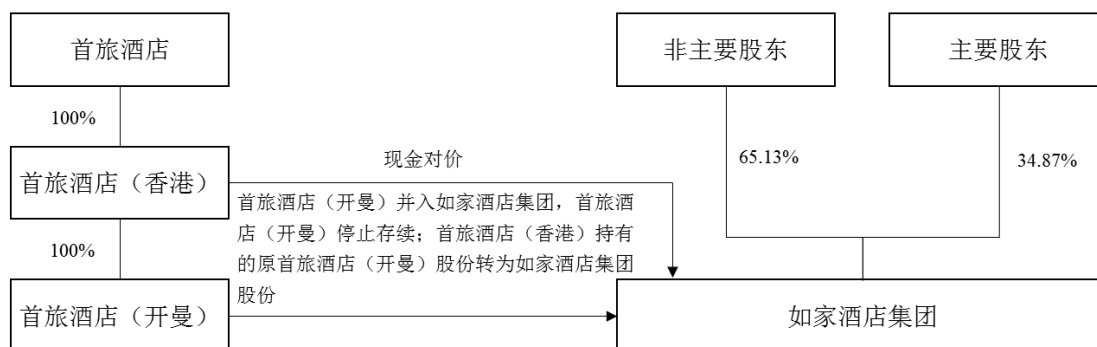 首旅酒店
非主要股东
主要股东
100%
首旅酒店（香港）
现金对价
65.13%
34.87%
首旅酒店（开曼）并入如家酒店集团，首旅酒
店（开曼）停止存续；首旅酒店（香港）持有
的原首旅酒店（开曼）股份转为如家酒店集团
股份
100%
首旅酒店（开曼）
如家酒店集团